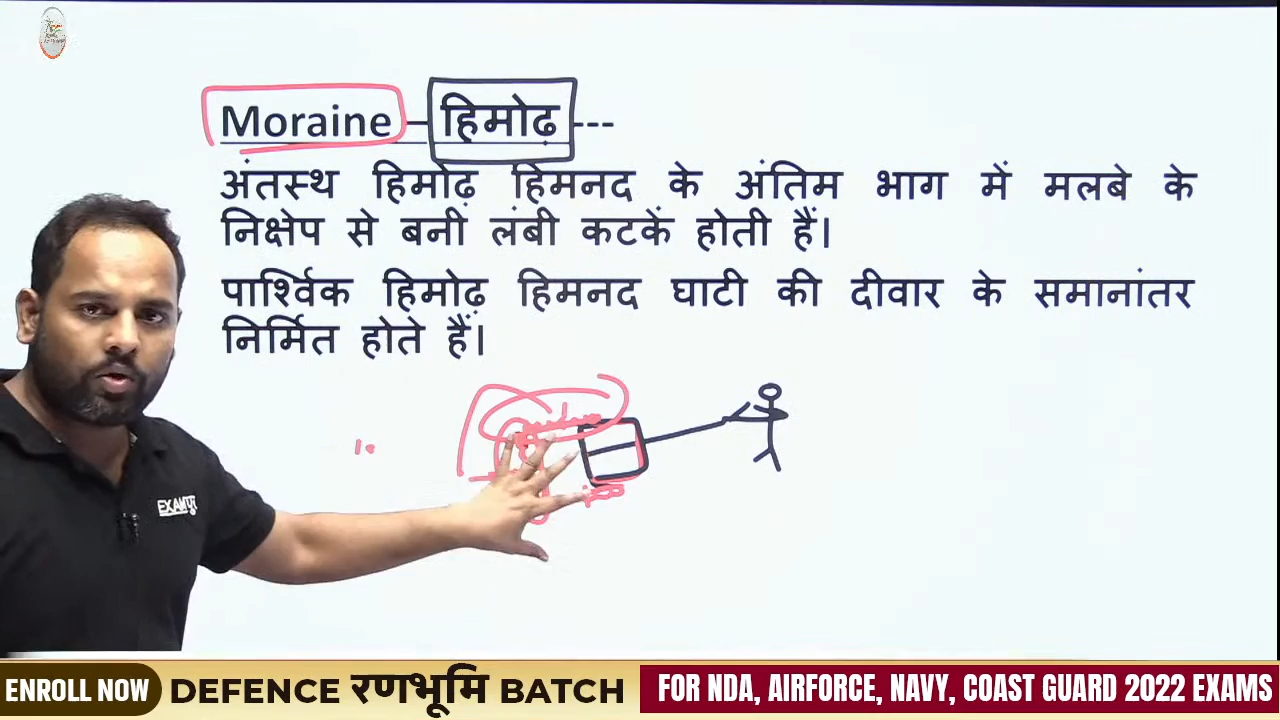 Moraine – हिमोढ़ ---
अंतस्थ हिमोढ़ हिमनद के अंतिम भाग में मलबे के
निक्षेप से बनी लंबी कटकें होती हैं।
पार्श्विक हिमोढ़ हिमनद घाटी की दीवार के समानांतर
निर्मित होते हैं।
1.
ENROLL NOW DEFENCE रणभूमि BATCH FOR NDA, AIRFORCE, NAVY, COAST GUARD 2022 EXAMS